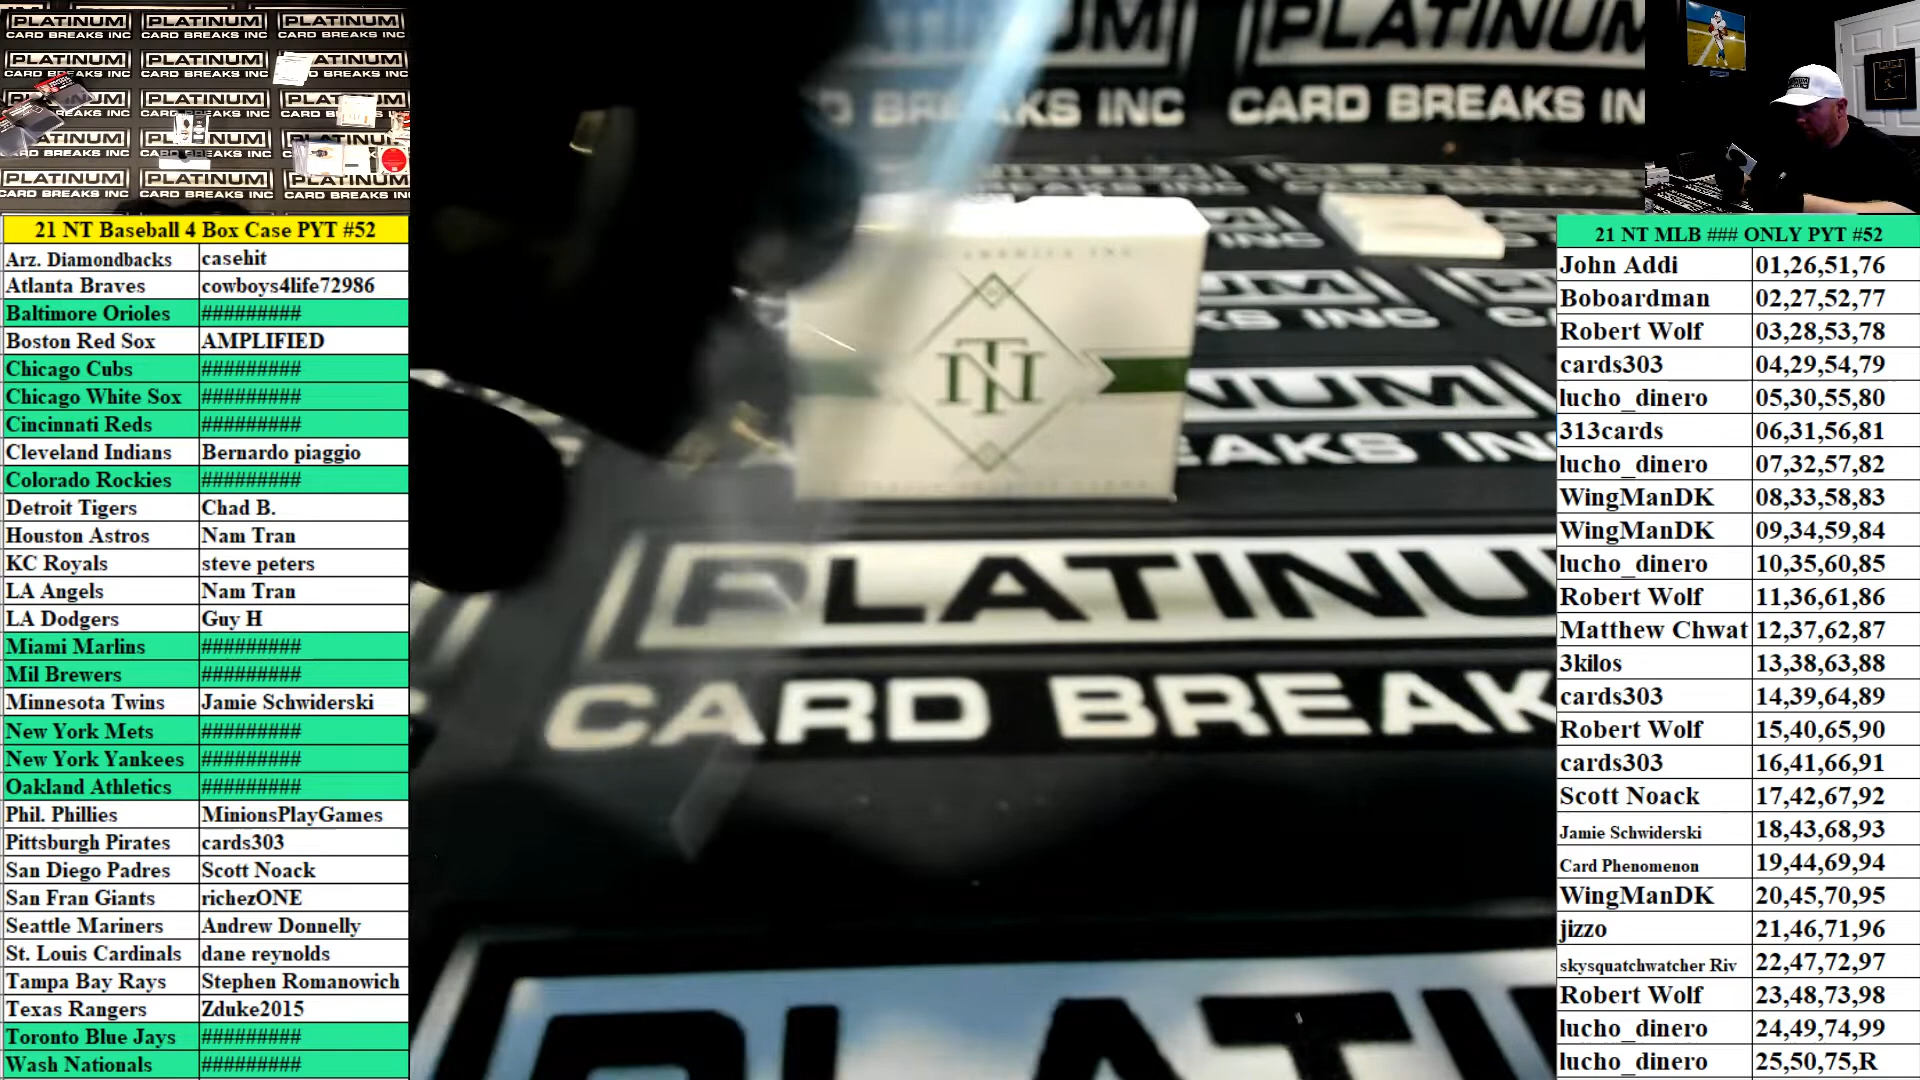 PLATINUM PLATINUM PLATINUM
CARD BREAKS INC CARD BREAKS INC CARD BREAKS INC
21 NT Baseball 4 Box Case PYT #52
Arz. Diamondbacks casehit
Atlanta Braves cowboys4life72986
Baltimore Orioles #########
Boston Red Sox AMPLIFIED
Chicago Cubs #########
Chicago White Sox #########
Cincinnati Reds #########
Cleveland Indians Bernardo piaggio
Colorado Rockies #########
Detroit Tigers Chad B.
Houston Astros Nam Tran
KC Royals steve peters
LA Angels Nam Tran
LA Dodgers Guy H
Miami Marlins #########
Mil Brewers #########
Minnesota Twins Jamie Schwiderski
New York Mets #########
New York Yankees #########
Oakland Athletics #########
Phil. Phillies MinionsPlayGames
Pittsburgh Pirates cards303
San Diego Padres Scott Noack
San Fran Giants richezONE
Seattle Mariners Andrew Donnelly
St. Louis Cardinals dane reynolds
Tampa Bay Rays Stephen Romanowich
Texas Rangers Zduke2015
Toronto Blue Jays #########
Wash Nationals #########
PLATINUM
CARD BREAKS INC CARD BREAKS IN
NT
PLATINU
CARD BREAK
PLATI
21 NT MLB ### ONLY PYT #52
John Addi 01,26,51,76
Boboardman 02,27,52,77
Robert Wolf 03,28,53,78
cards303 04,29,54,79
lucho_dinero 05,30,55,80
313cards 06,31,56,81
lucho_dinero 07,32,57,82
WingManDK 08,33,58,83
WingManDK 09,34,59,84
lucho_dinero 10,35,60,85
Robert Wolf 11,36,61,86
Matthew Chwat 12,37,62,87
3kilos 13,38,63,88
cards303 14,39,64,89
Robert Wolf 15,40,65,90
cards303 16,41,66,91
Scott Noack 17,42,67,92
Jamie Schwiderski 18,43,68,93
Card Phenomenon 19,44,69,94
WingManDK 20,45,70,95
jizzo 21,46,71,96
skysquatchwatcher Riv 22,47,72,97
Robert Wolf 23,48,73,98
lucho_dinero 24,49,74,99
lucho_dinero 25,50,75,R